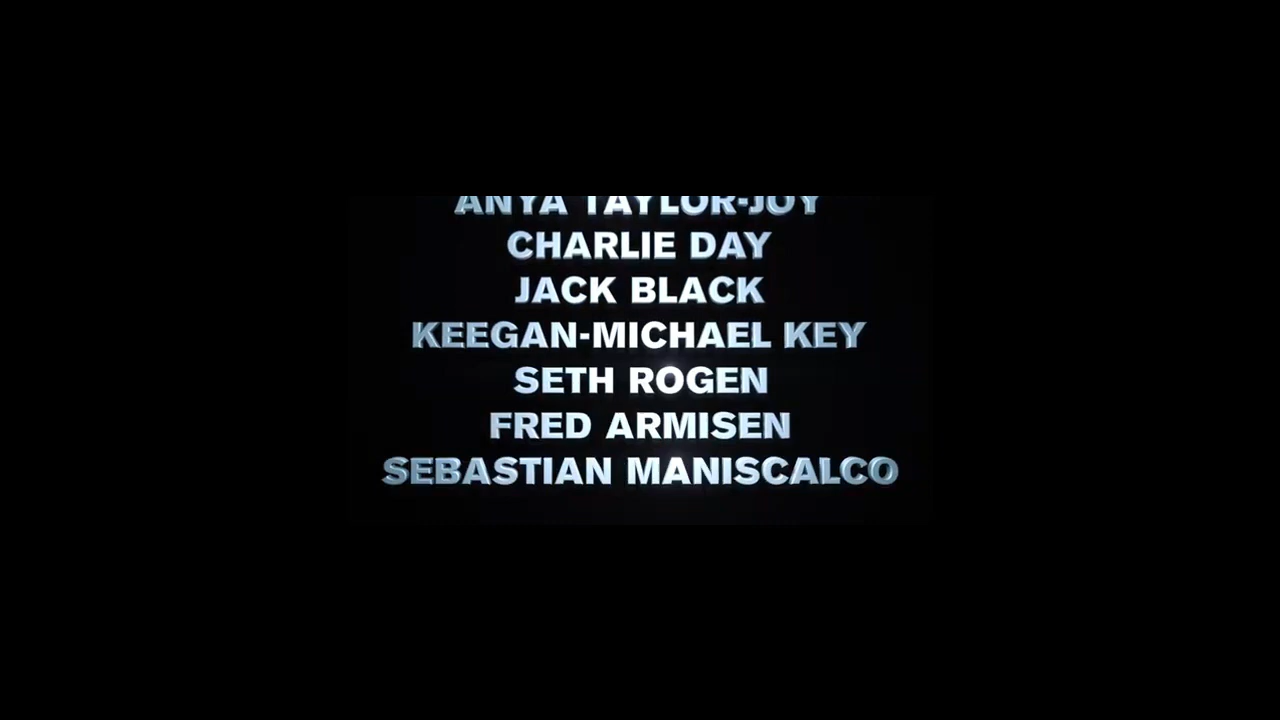 ANYA TAYLOR-JOY
CHARLIE DAY
JACK BLACK
KEEGAN-MICHAEL KEY
SETH ROGEN
FRED ARMISEN
SEBASTIAN MANISCALCO